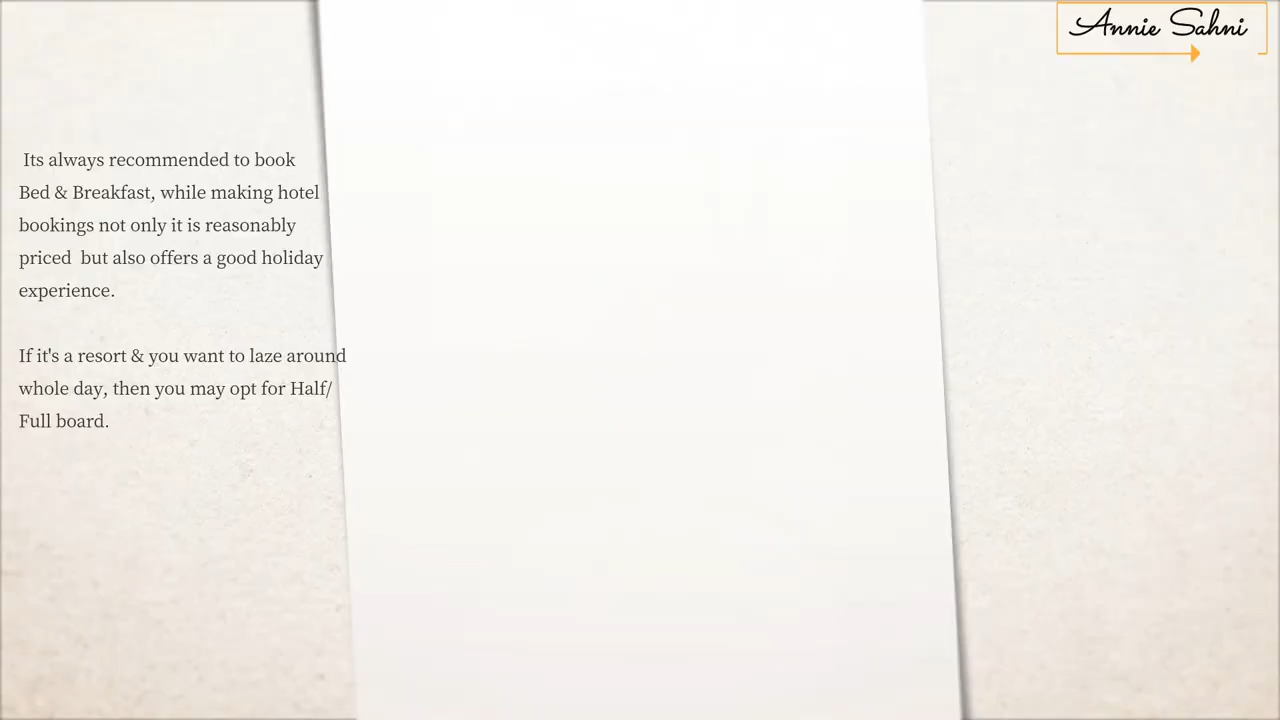 Annie Sahni
Its always recommended to book
Bed & Breakfast, while making hotel
bookings not only it is reasonably
priced  but also offers a good holiday
experience.
If it's a resort & you want to laze around
whole day, then you may opt for Half/
Full board.